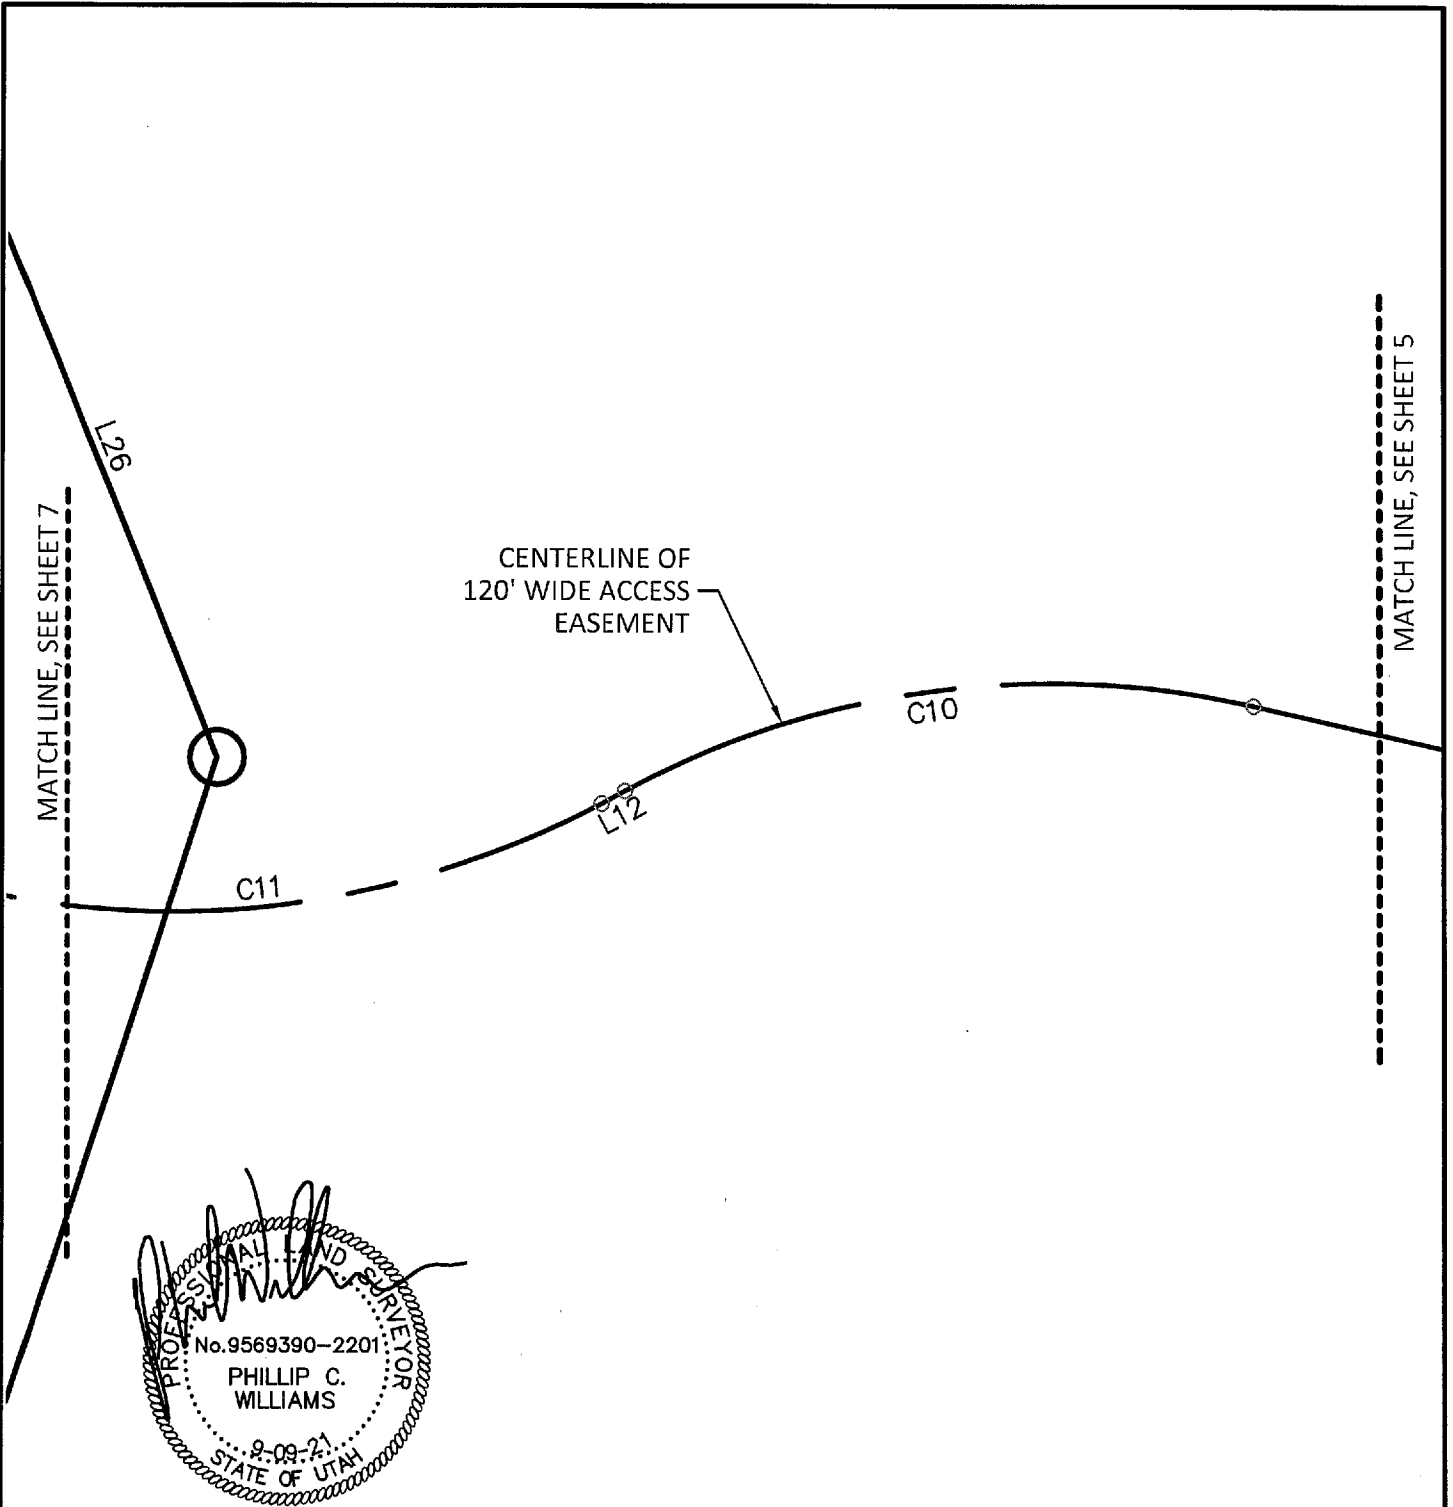 L26
MATCH LINE, SEE SHEET 7
CENTERLINE OF
120' WIDE ACCESS
EASEMENT
C10
MATCH LINE, SEE SHEET 5
L12
C11
PROFESSIONAL LAND SURVEYOR
No.9569390-2201
PHILLIP C.
WILLIAMS
9-09-21
STATE OF UTAH